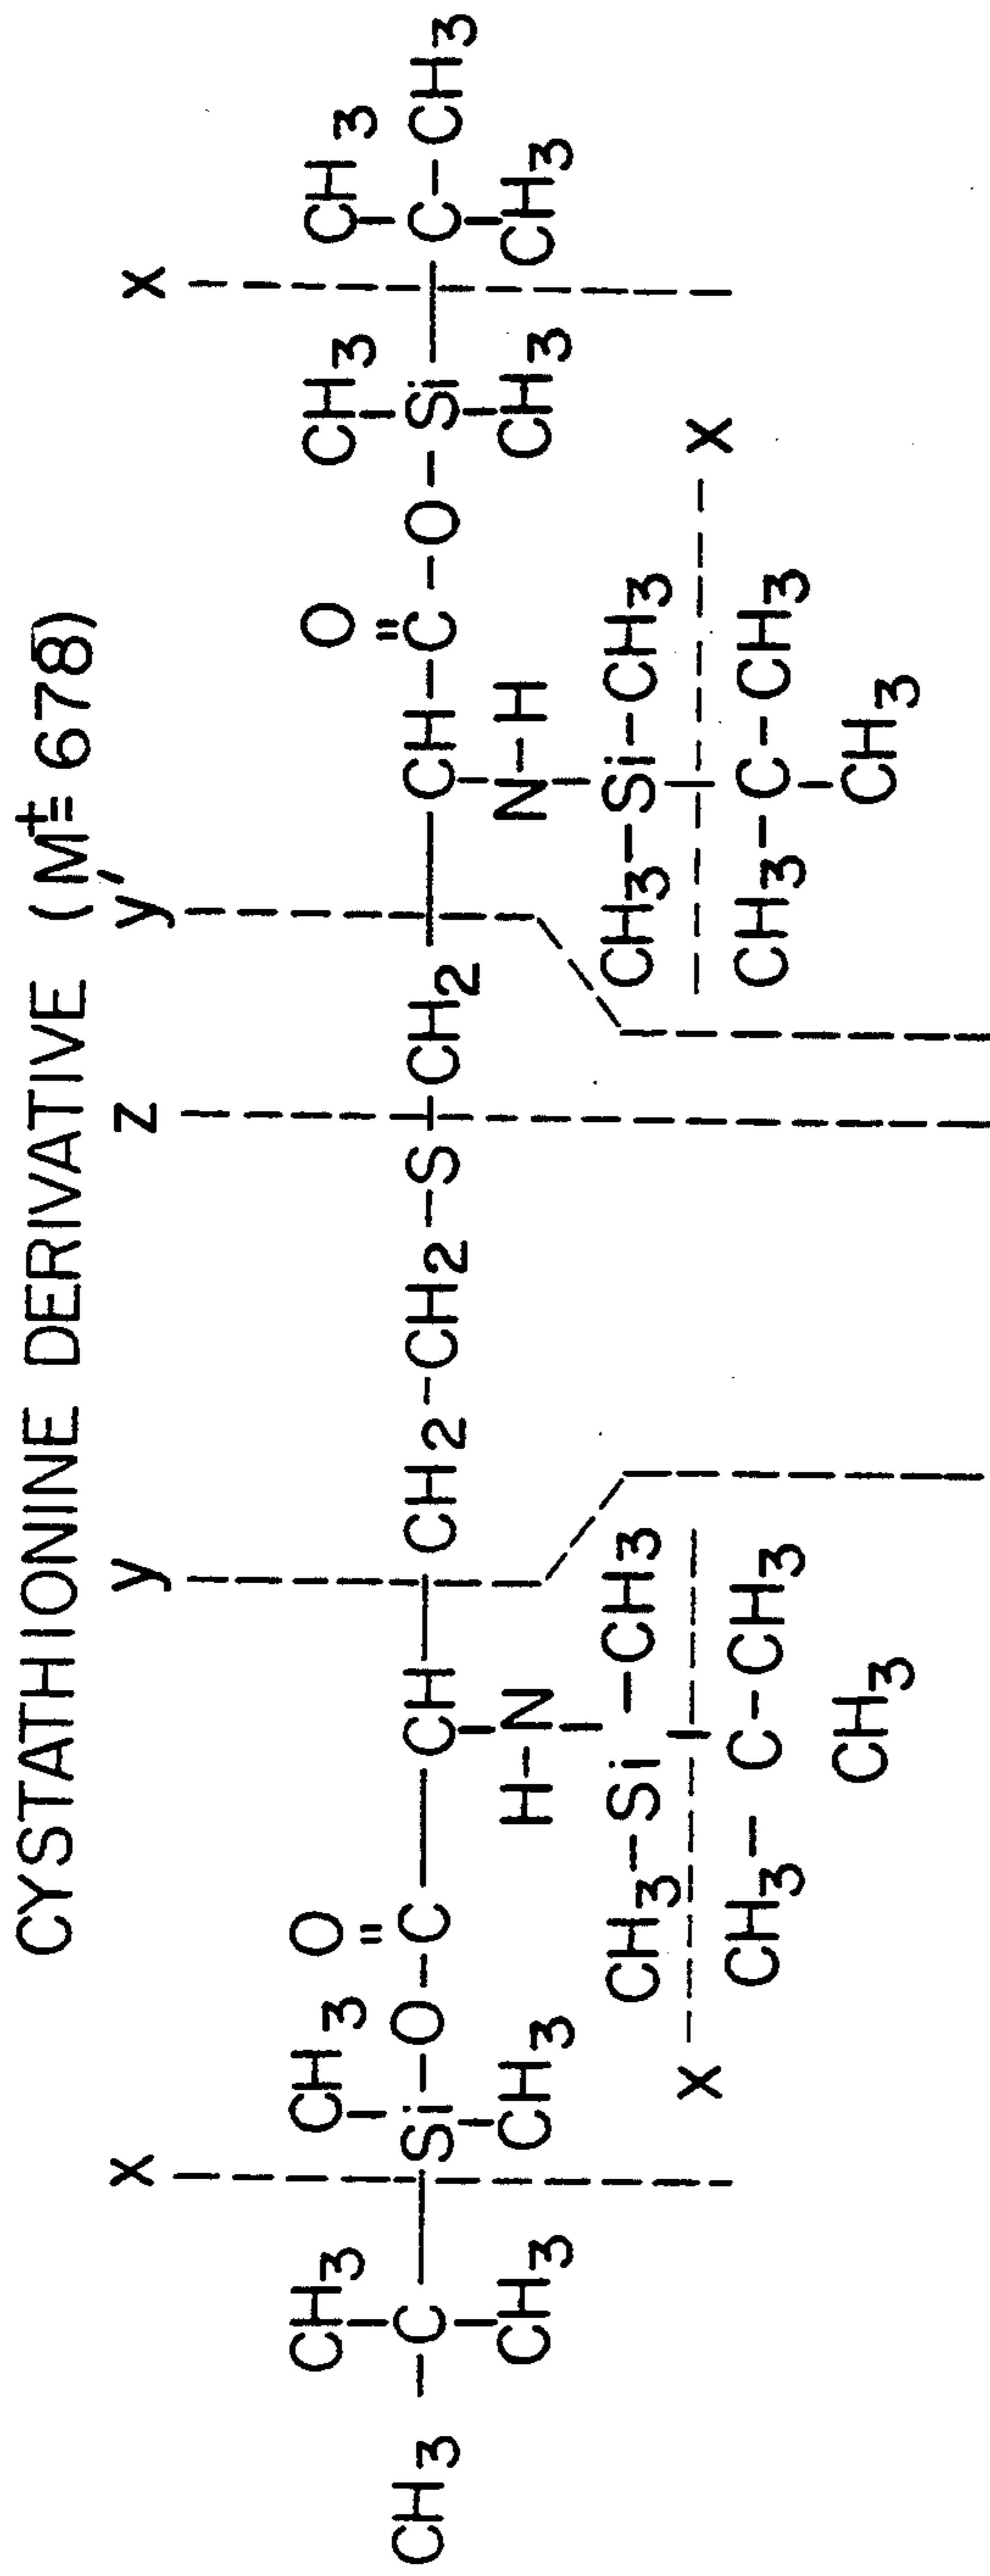 CYSTATHIONINE DERIVATIVE (M⁺= 678)
X y Z y' X
CH3 CH3 O O CH3 CH3
CH3 - C - Si - O - C - CH - CH2 - CH2 - S - CH2 - CH - C - O - Si - C - CH3
CH3 CH3 H - N N - H CH3 CH3
CH3 - Si - CH3 CH3 - Si - CH3
X X
CH3 - C - CH3 CH3 - C - CH3
CH3 CH3